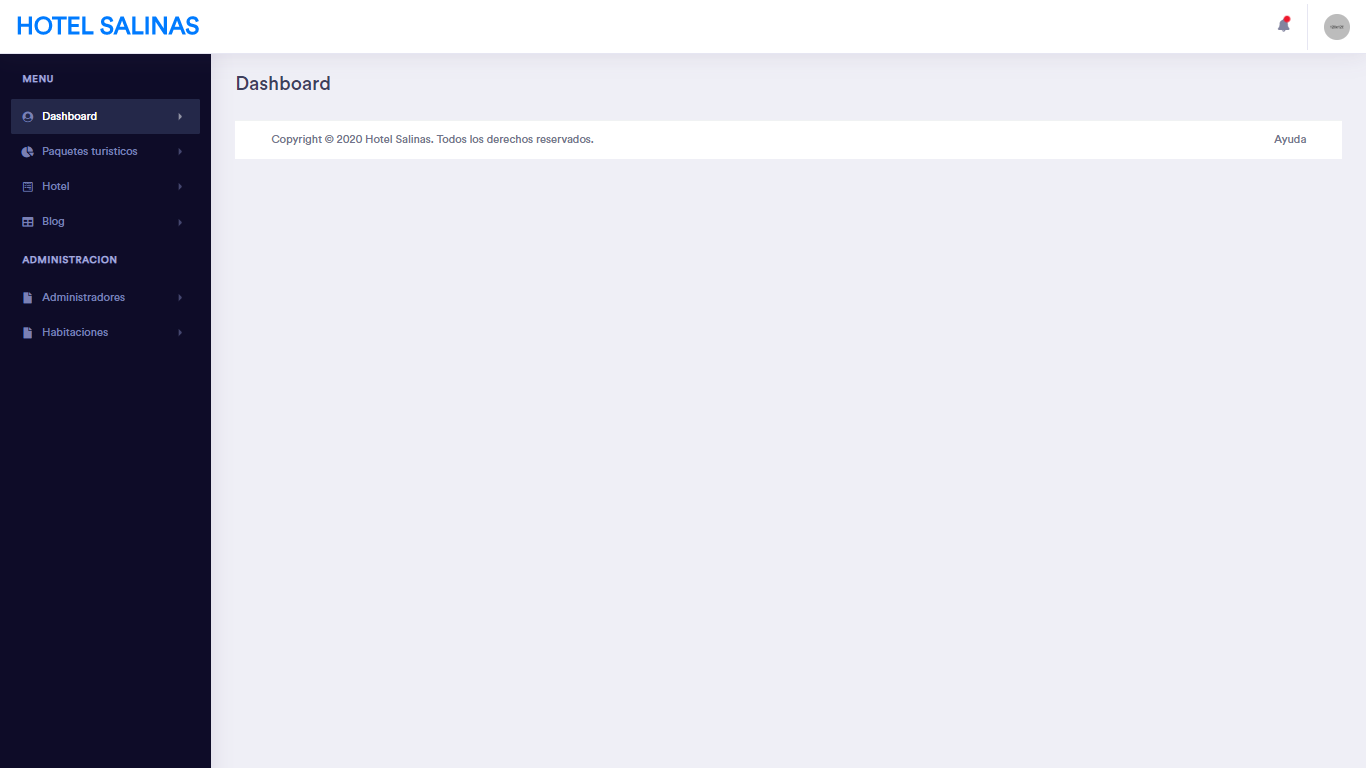 HOTEL SALINAS
MENU
Dashboard
Paquetes turisticos
Hotel
Blog
ADMINISTRACION
Administradores
Habitaciones
Dashboard
Copyright © 2020 Hotel Salinas. Todos los derechos reservados.
Ayuda